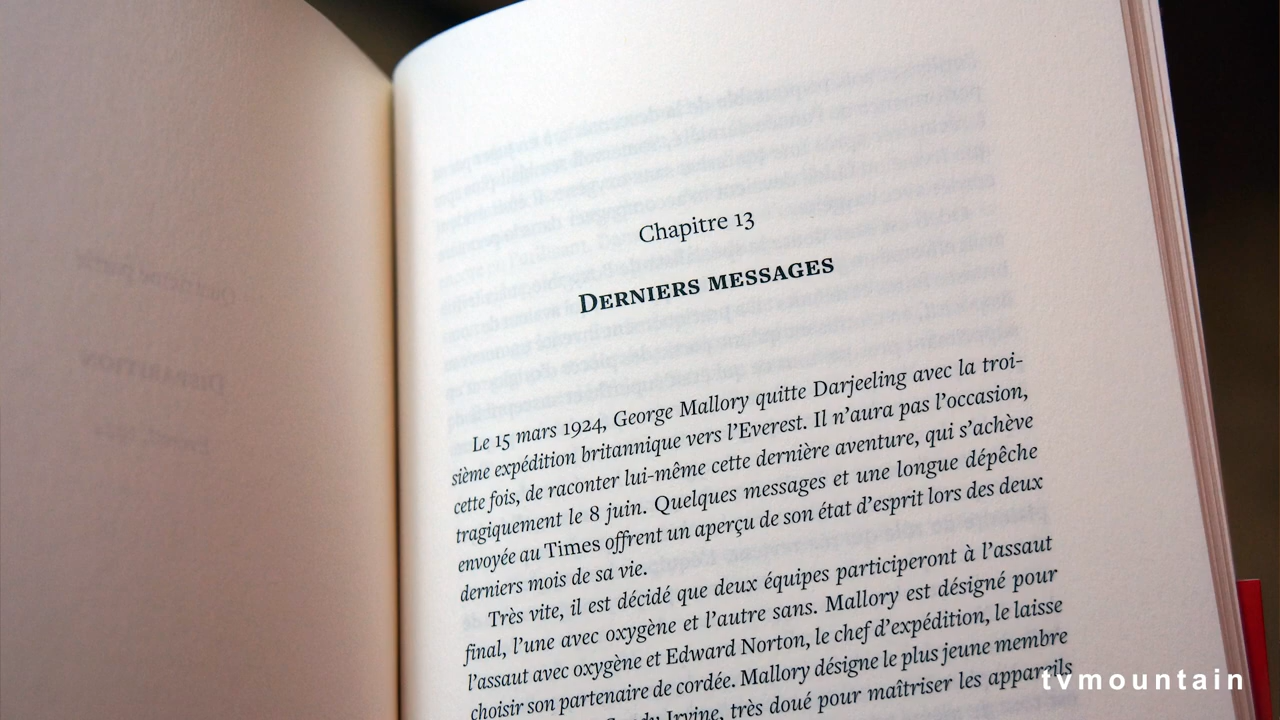 Quatrième partie
DISPARITION
Chapitre 13
DERNIERS MESSAGES
Le 15 mars 1924, George Mallory quitte Darjeeling avec la troi-
sième expédition britannique vers l'Everest. Il n'aura pas l'occasion,
cette fois, de raconter lui-même cette dernière aventure, qui s'achève
tragiquement le 8 juin. Quelques messages et une longue dépêche
envoyée au Times offrent un aperçu de son état d'esprit lors des deux
derniers mois de sa vie.
Très vite, il est décidé que deux équipes participeront à l'assaut
final, l'une avec oxygène et l'autre sans. Mallory est désigné pour
l'assaut avec oxygène et Edward Norton, le chef d'expédition, le laisse
choisir son partenaire de cordée. Mallory désigne le plus jeune membre
Irvine, très doué pour maîtriser les appareils
tvmountain